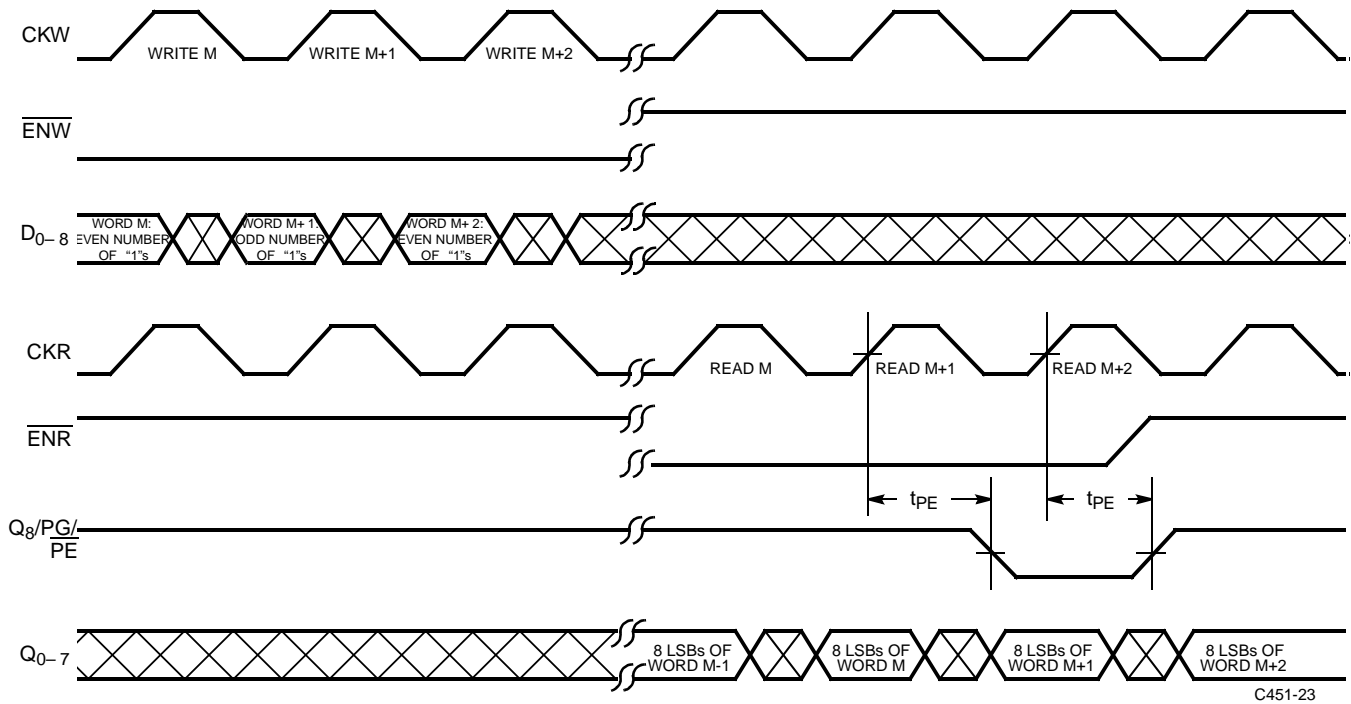 CKW
WRITE M WRITE M+1 WRITE M+2
ENW
D0–8
WORD M:
EVEN NUMBER
OF "1"s
WORD M+ 1:
ODD NUMBER
OF "1"s
WORD M+ 2:
EVEN NUMBER
OF "1"s
CKR
READ M READ M+1 READ M+2
ENR
tPE tPE
Q8/PG/
PE
Q0–7
8 LSBs OF
WORD M-1
8 LSBs OF
WORD M
8 LSBs OF
WORD M+1
8 LSBs OF
WORD M+2
C451-23